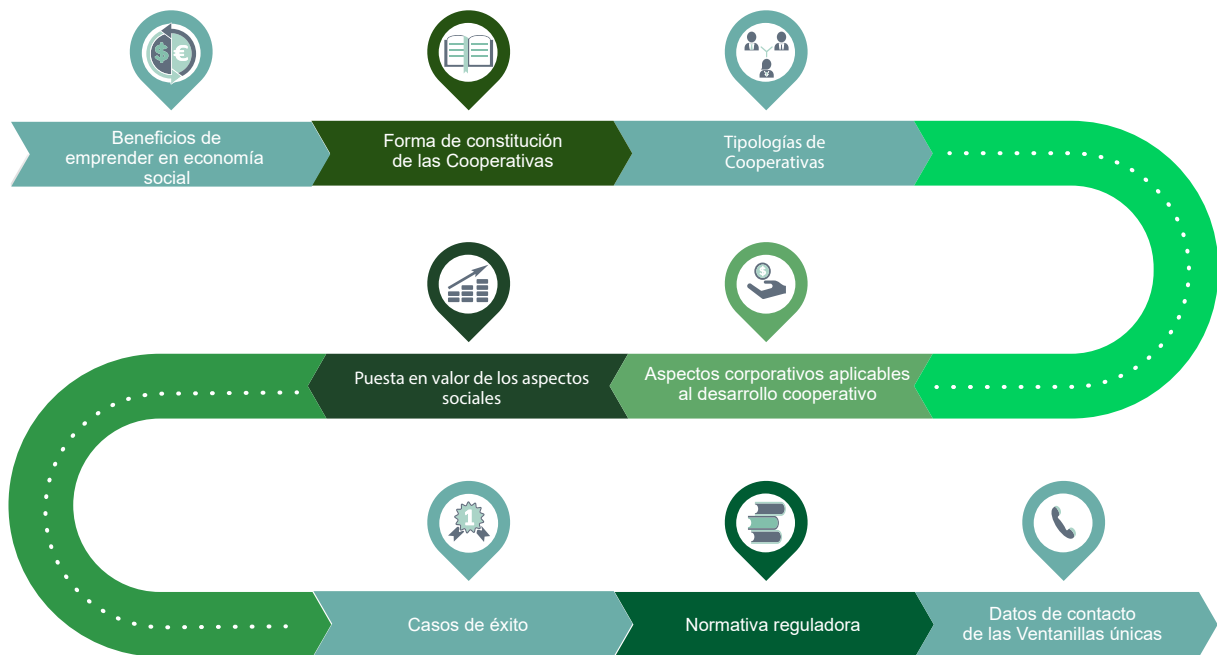 $ €
Beneficios de
emprender en economía
social
Forma de constitución
de las Cooperativas
Tipologías de
Cooperativas
$
Aspectos corporativos aplicables
al desarrollo cooperativo
Puesta en valor de los aspectos
sociales
1
Casos de éxito
Normativa reguladora
Datos de contacto
de las Ventanillas únicas